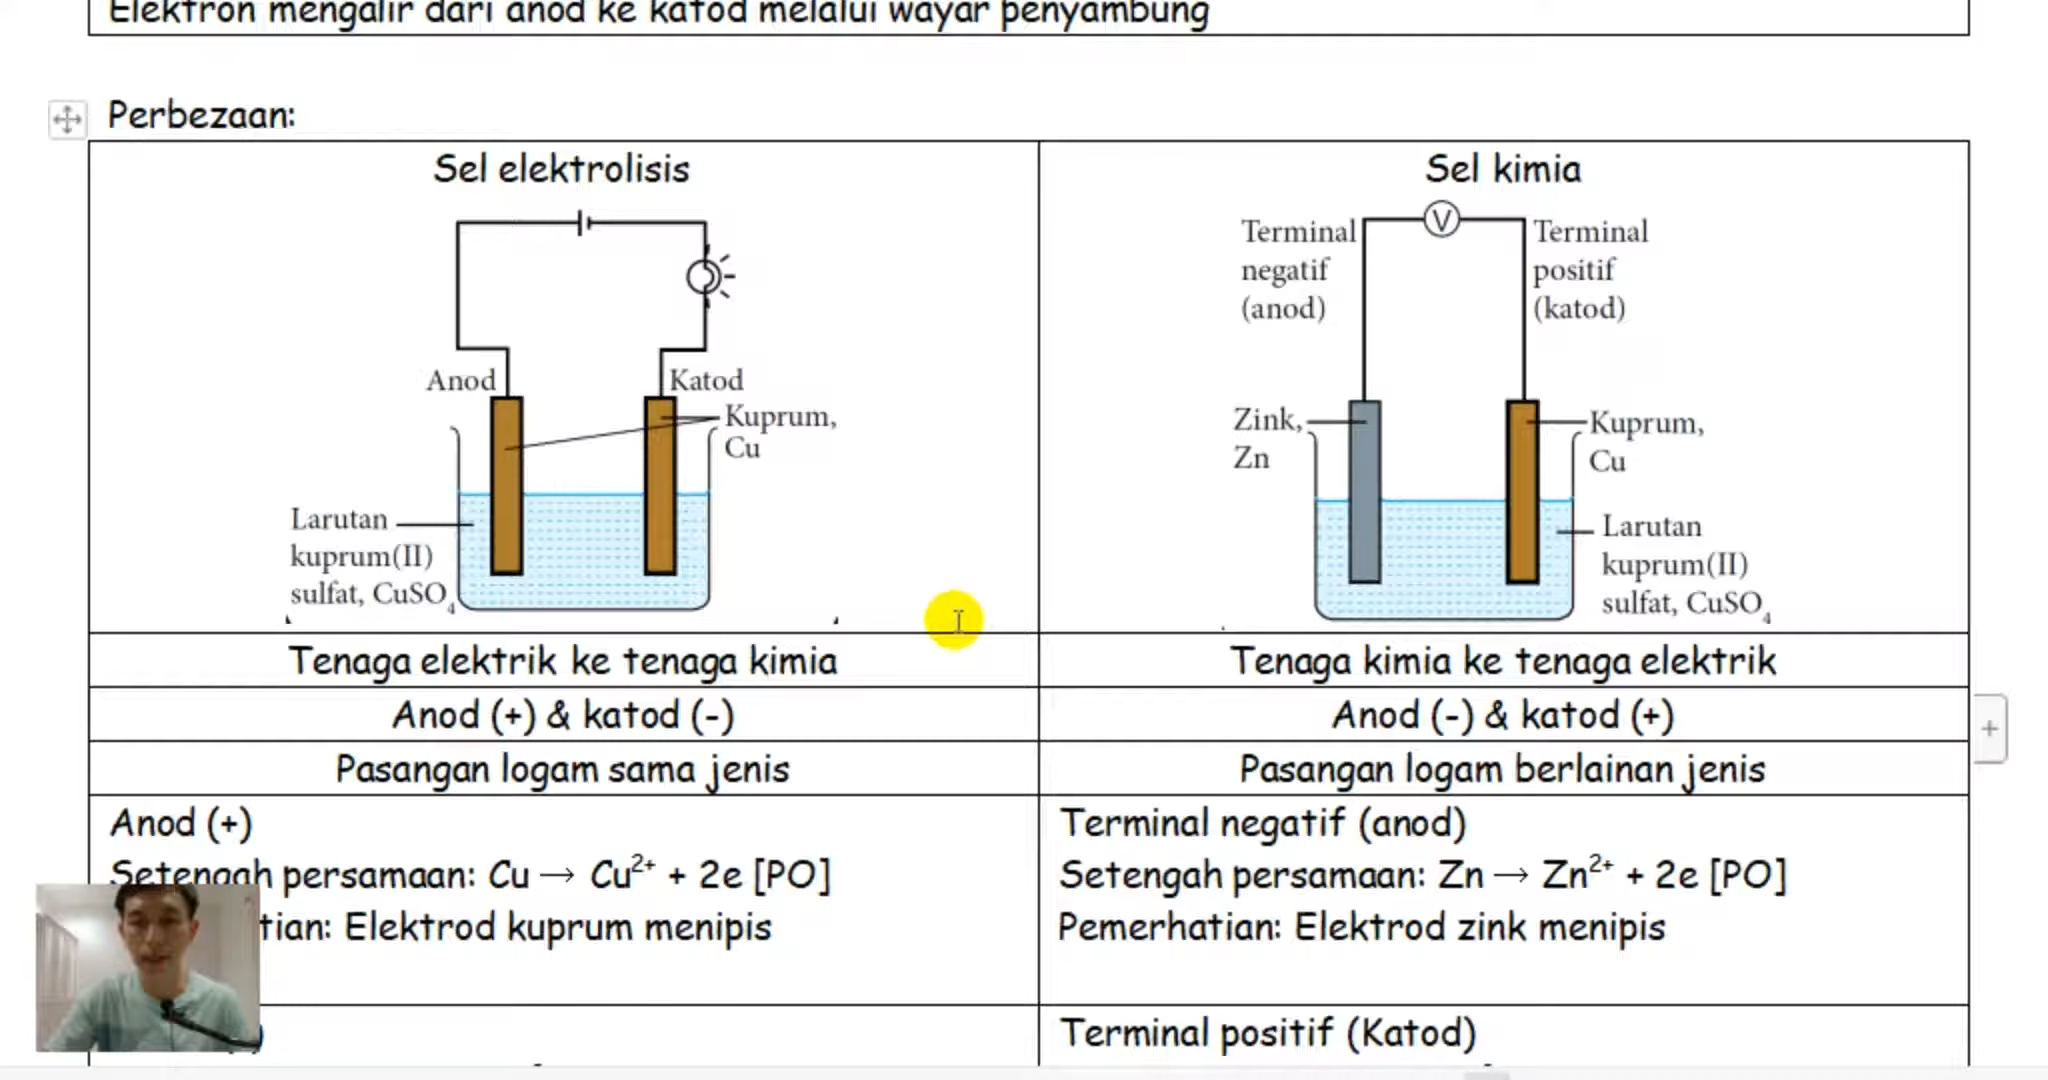 Elektron mengalir dari anod ke katod melalui wayar penyambung
Perbezaan:
Sel elektrolisis
Anod
Katod
Kuprum,
Cu
Larutan
kuprum(II)
sulfat, CuSO₄
Sel kimia
V
Terminal
negatif
(anod)
Terminal
positif
(katod)
Zink,
Zn
Kuprum,
Cu
Larutan
kuprum(II)
sulfat, CuSO₄
Tenaga elektrik ke tenaga kimia
Tenaga kimia ke tenaga elektrik
Anod (+) & katod (-)
Anod (-) & katod (+)
Pasangan logam sama jenis
Pasangan logam berlainan jenis
Anod (+)
Setengah persamaan: Cu → Cu²⁺ + 2e [PO]
tian: Elektrod kuprum menipis
Terminal negatif (anod)
Setengah persamaan: Zn → Zn²⁺ + 2e [PO]
Pemerhatian: Elektrod zink menipis
Terminal positif (Katod)